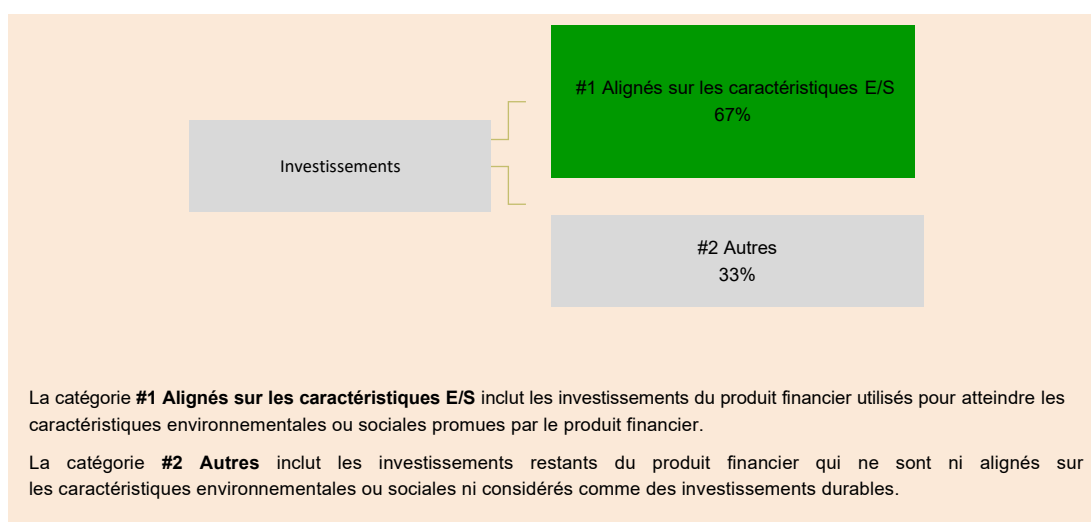 #1 Alignés sur les caractéristiques E/S
67%
Investissements
#2 Autres
33%
La catégorie #1 Alignés sur les caractéristiques E/S inclut les investissements du produit financier utilisés pour atteindre les
caractéristiques environnementales ou sociales promues par le produit financier.
La catégorie #2 Autres inclut les investissements restants du produit financier qui ne sont ni alignés sur
les caractéristiques environnementales ou sociales ni considérés comme des investissements durables.